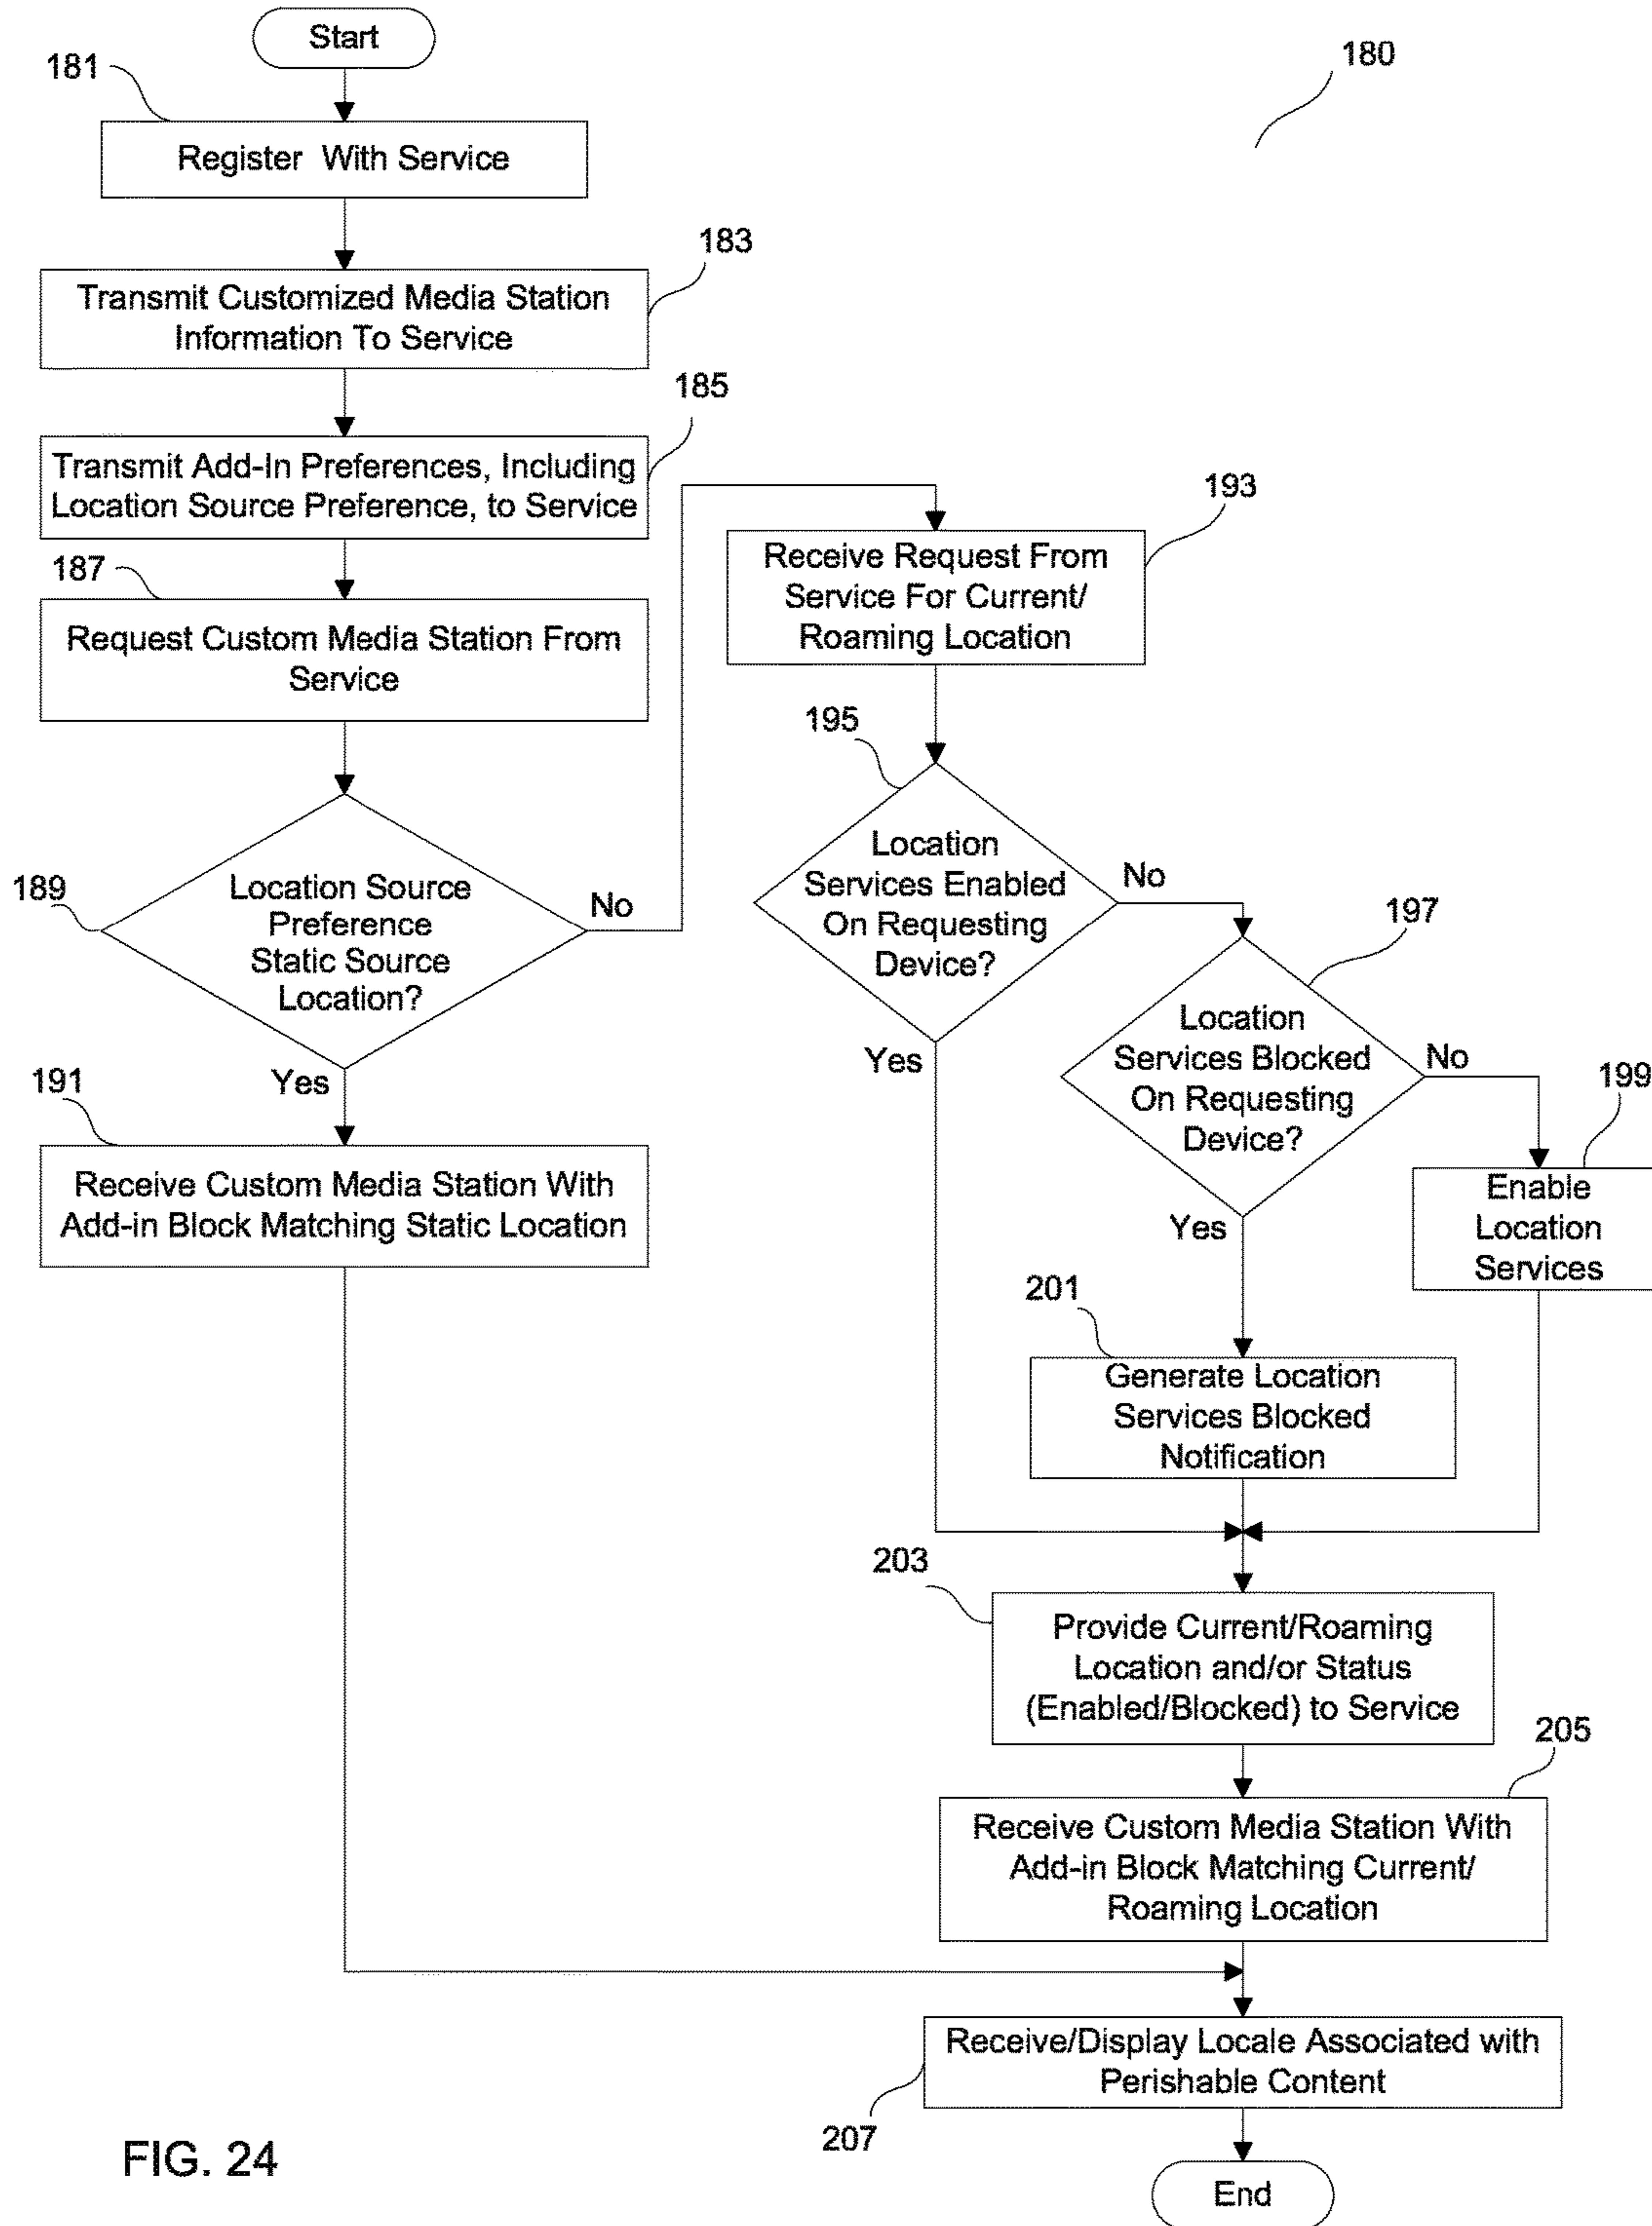 Start
180
181
Register With Service
183
Transmit Customized Media Station
Information To Service
185
Transmit Add-In Preferences, Including
Location Source Preference, to Service
187
Request Custom Media Station From
Service
189
Location Source
Preference
Static Source
Location?
No
Yes
191
Receive Custom Media Station With
Add-in Block Matching Static Location
193
Receive Request From
Service For Current/
Roaming Location
195
Location
Services Enabled
On Requesting
Device?
No
Yes
197
Location
Services Blocked
On Requesting
Device?
No
Yes
199
Enable
Location
Services
201
Generate Location
Services Blocked
Notification
203
Provide Current/Roaming
Location and/or Status
(Enabled/Blocked) to Service
205
Receive Custom Media Station With
Add-in Block Matching Current/
Roaming Location
Receive/Display Locale Associated with
Perishable Content
207
End
FIG. 24